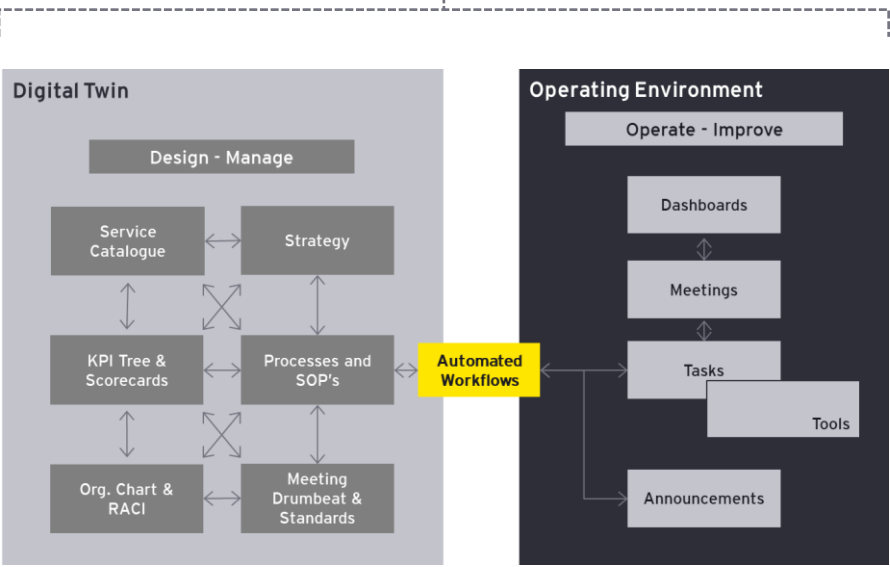 Digital Twin
Design - Manage
Service
Catalogue
Strategy
KPI Tree &
Scorecards
Processes and
SOP's
Org. Chart &
RACI
Meeting
Drumbeat &
Standards
Automated
Workflows
Operating Environment
Operate - Improve
Dashboards
Meetings
Tasks
Tools
Announcements